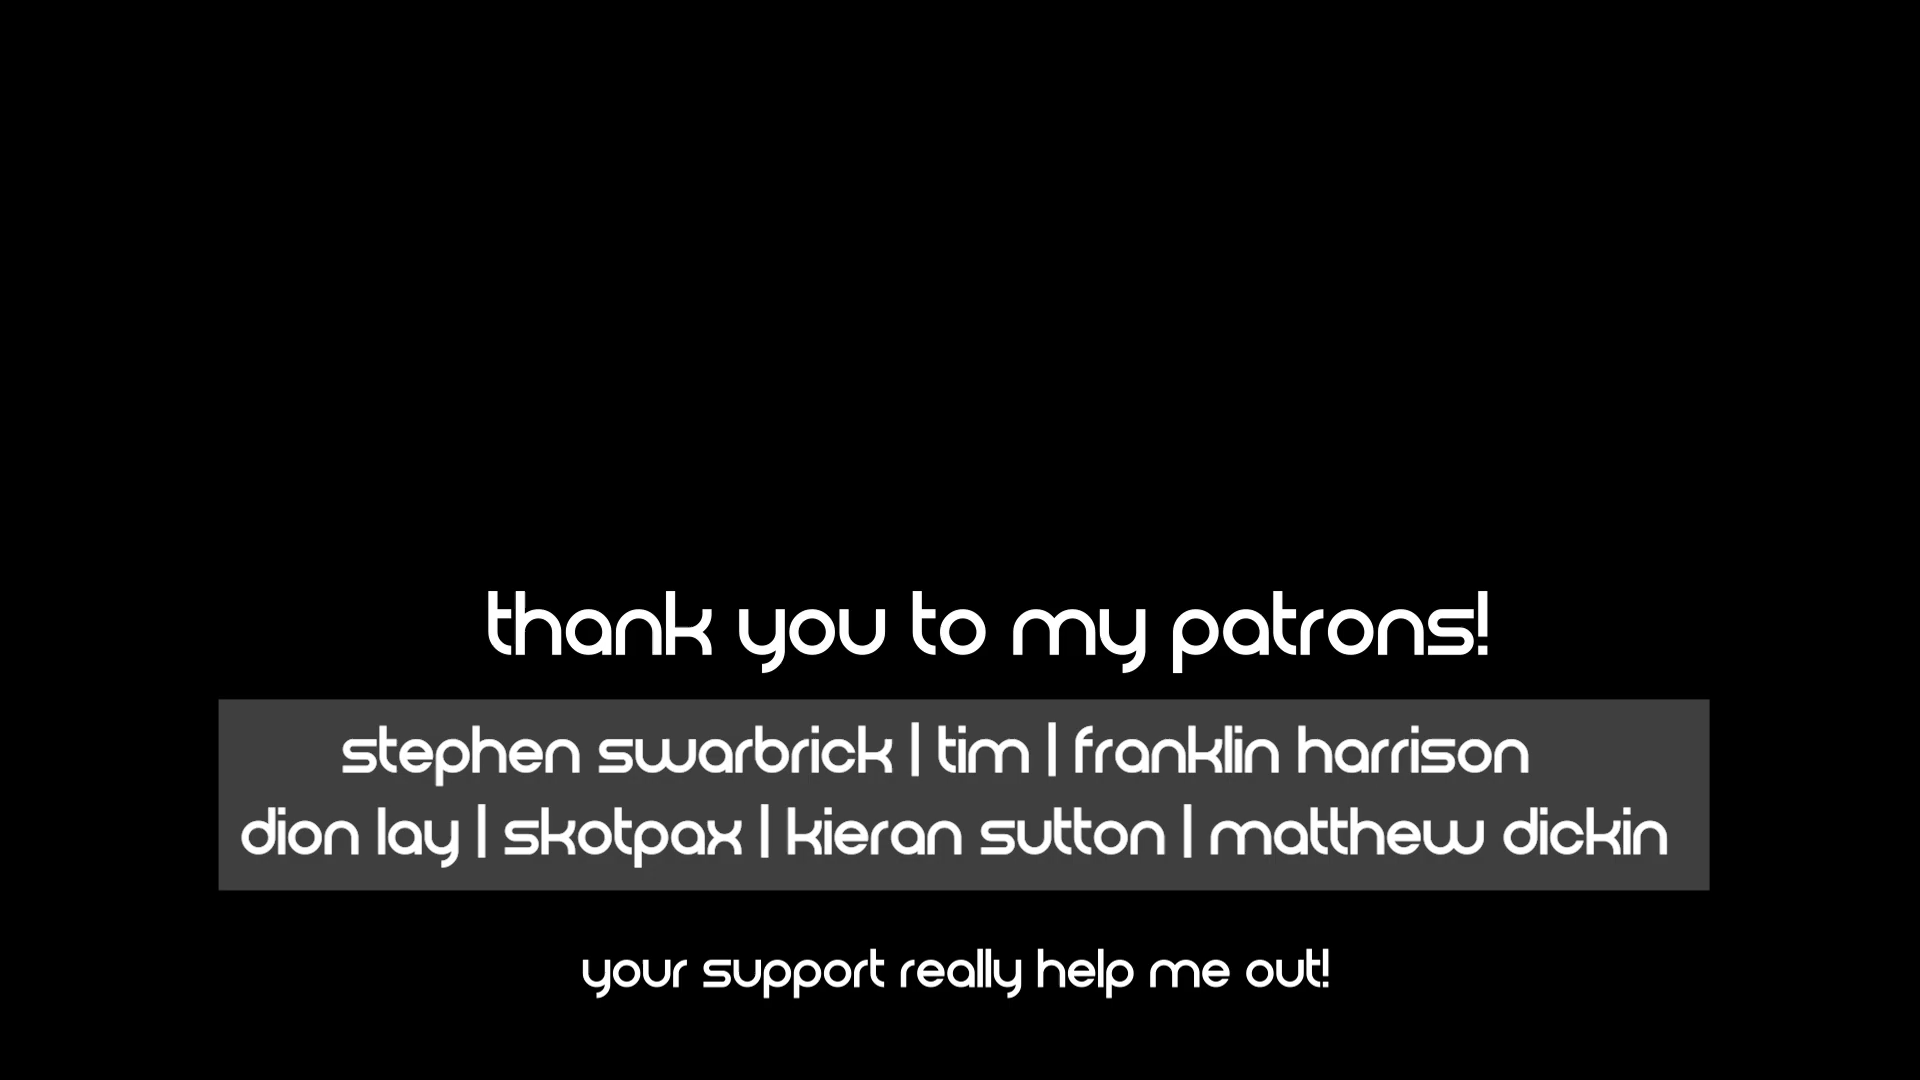 thank you to my patrons!
stephen swarbrick | tim | franklin harrison
dion lay | skotpax | kieran sutton | matthew dickin
your support really help me out!